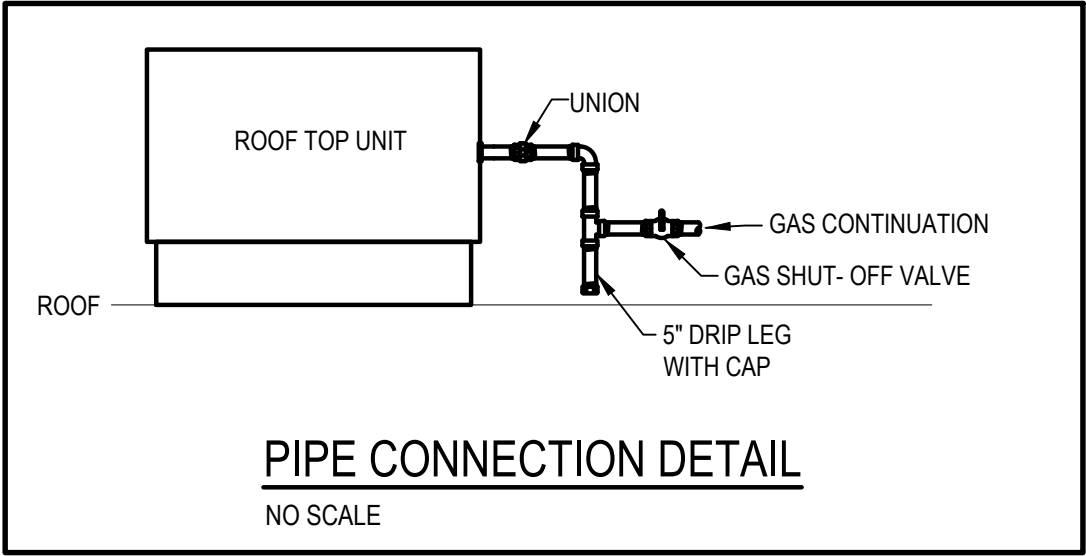 UNION
ROOF TOP UNIT
GAS CONTINUATION
GAS SHUT- OFF VALVE
ROOF
5" DRIP LEG
WITH CAP
PIPE CONNECTION DETAIL
NO SCALE